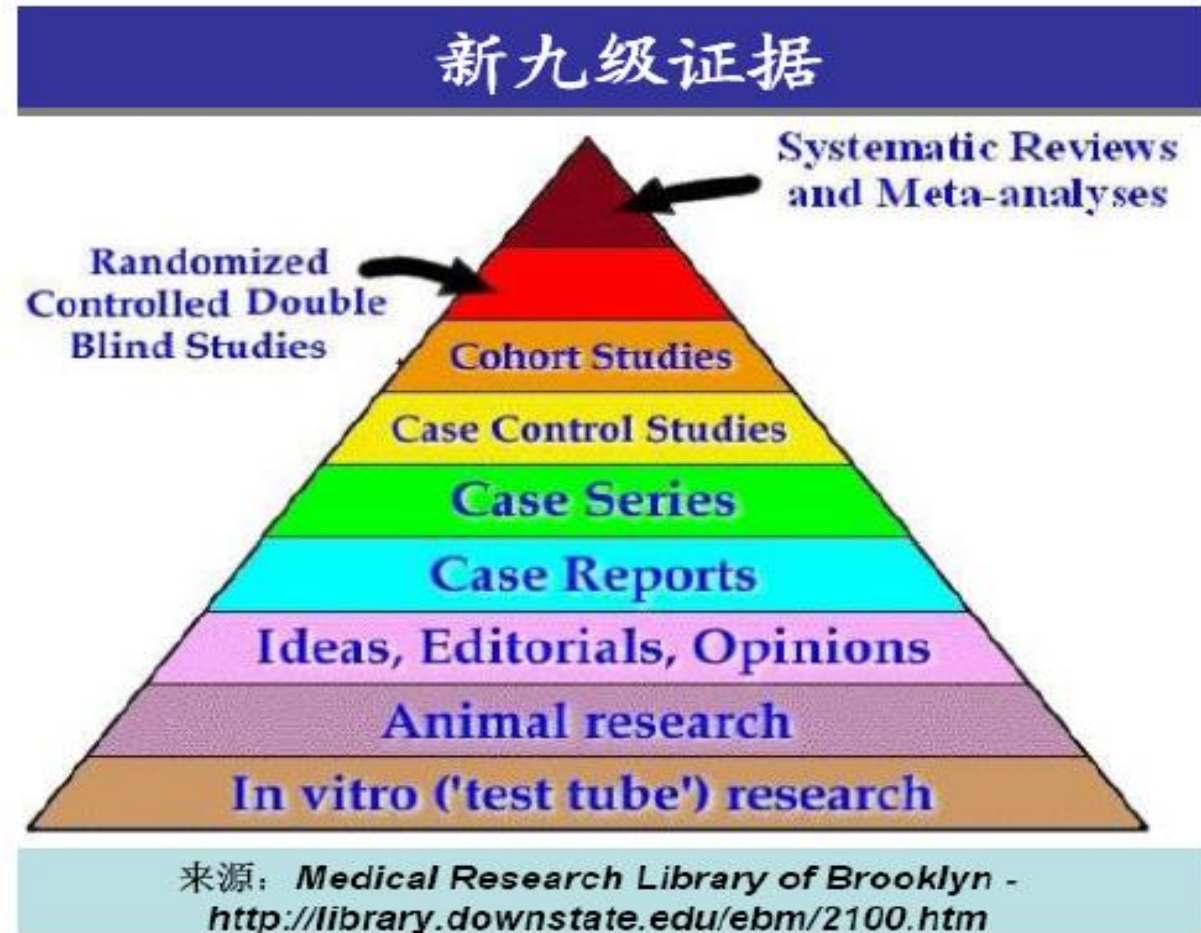 新九级证据
Systematic Reviews
and Meta-analyses
Randomized
Controlled Double
Blind Studies
Cohort Studies
Case Control Studies
Case Series
Case Reports
Ideas, Editorials, Opinions
Animal research
In vitro ('test tube') research
来源：Medical Research Library of Brooklyn -
http://library.downstate.edu/ebm/2100.htm